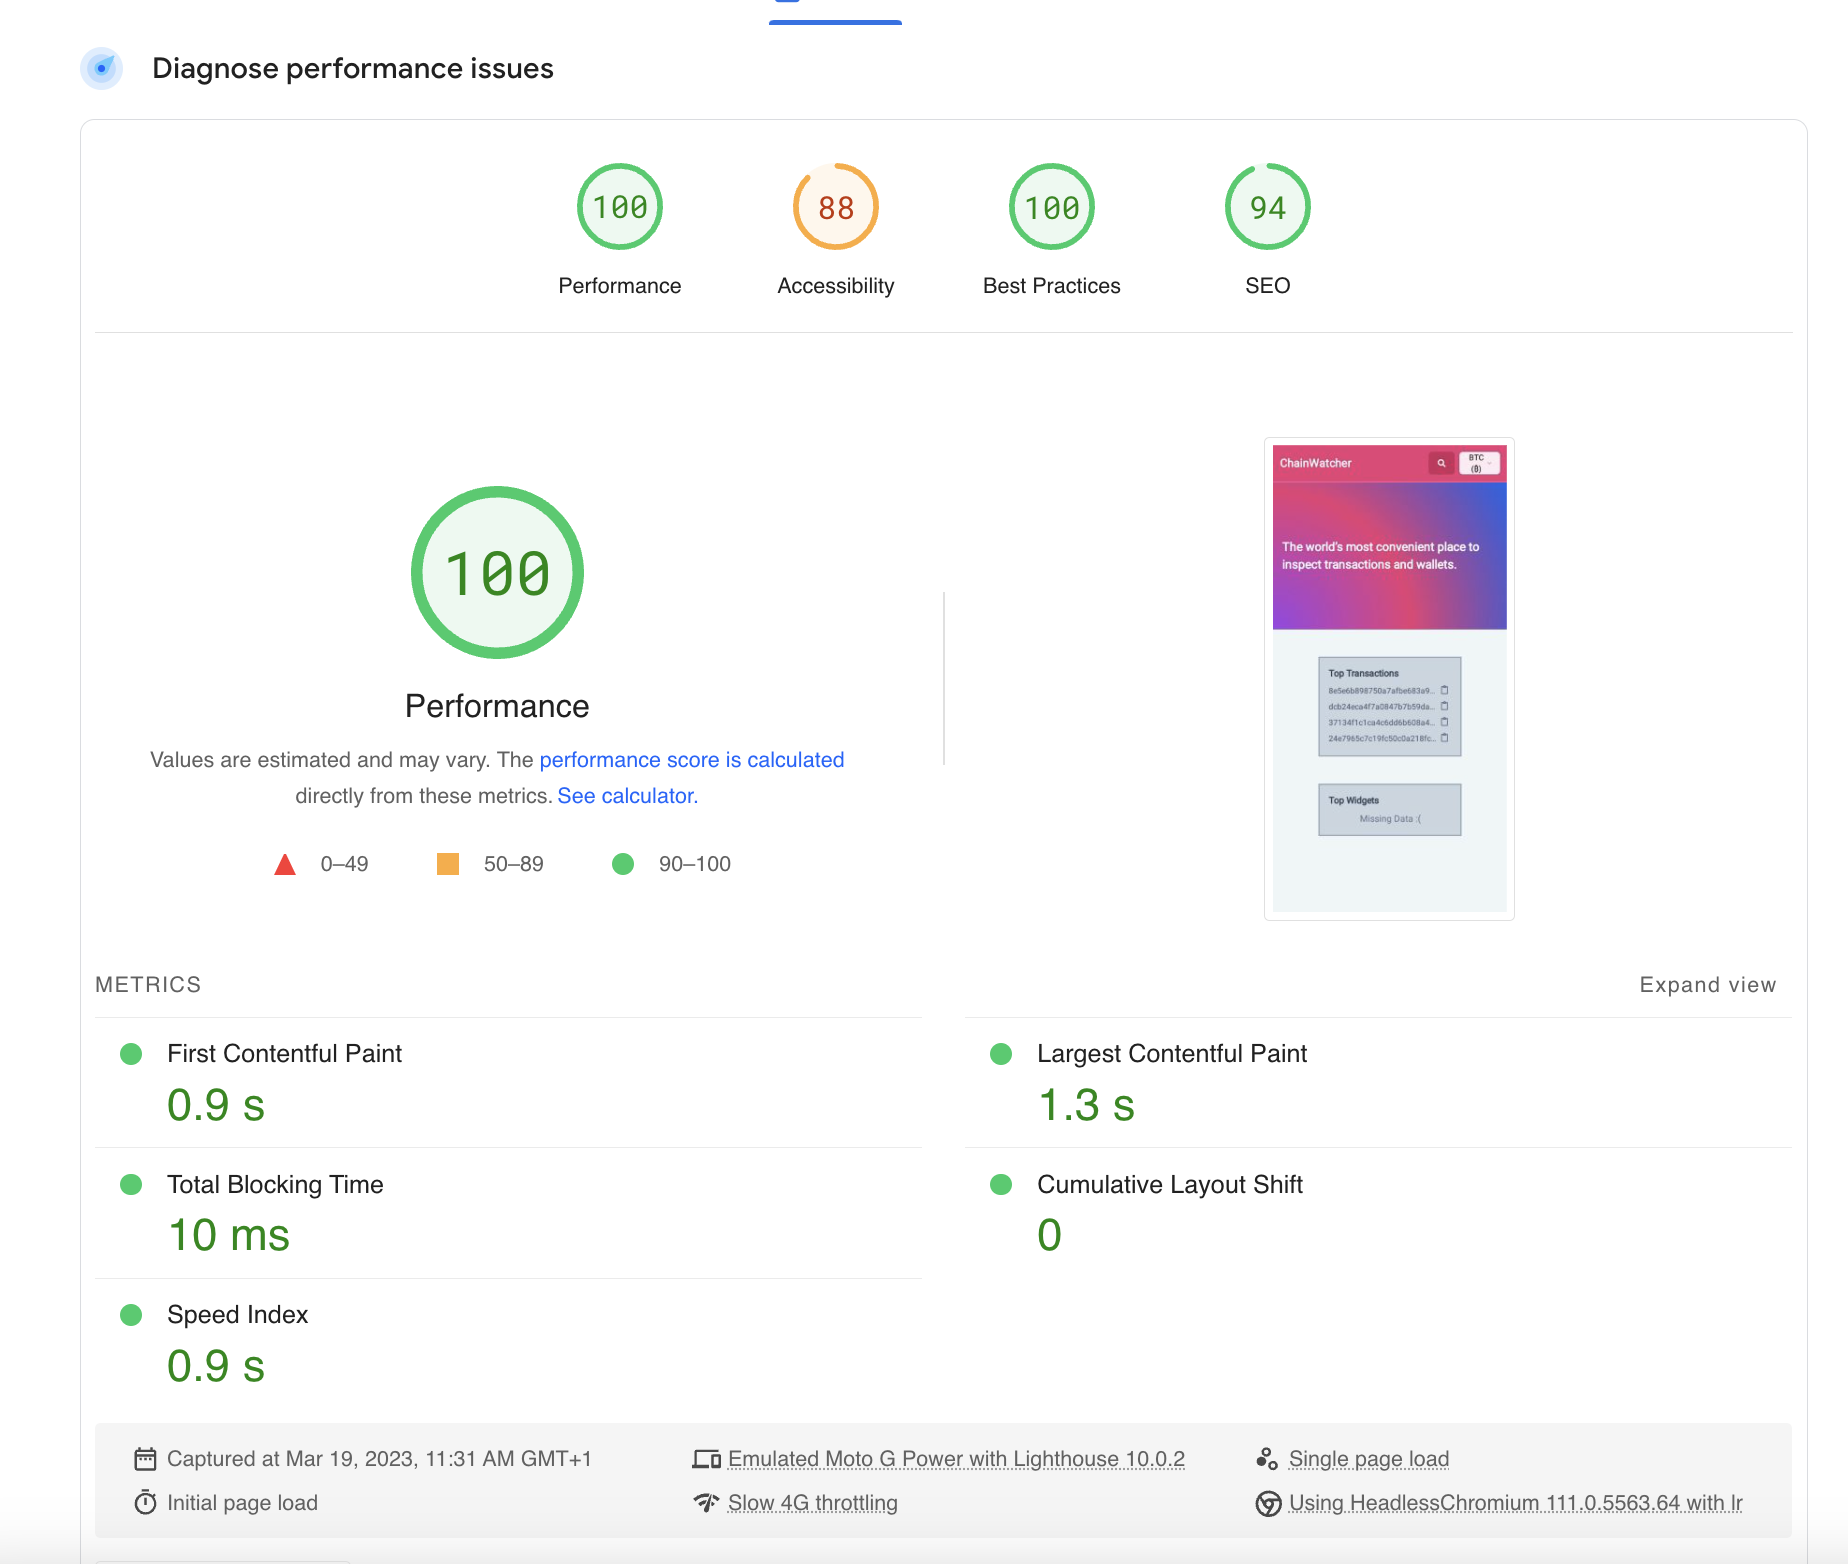 Diagnose performance issues
100
88
100
94
Performance
Accessibility
Best Practices
SEO
100
Performance
Values are estimated and may vary. The performance score is calculated
directly from these metrics. See calculator.
0–49
50–89
90–100
ChainWatcher
BTC
(₿)
The world's most convenient place to
inspect transactions and wallets.
Top Transactions
8e5e6b898750a7afbe683a9...
dcb24eca4f7a0847b7b59da...
37134f1c1ca4c6dd6b608a4...
24e7965c7c19fc50c0a218fc...
Top Widgets
Missing Data :(
METRICS
Expand view
First Contentful Paint
0.9 s
Largest Contentful Paint
1.3 s
Total Blocking Time
10 ms
Cumulative Layout Shift
0
Speed Index
0.9 s
Captured at Mar 19, 2023, 11:31 AM GMT+1
Emulated Moto G Power with Lighthouse 10.0.2
Single page load
Initial page load
Slow 4G throttling
Using HeadlessChromium 111.0.5563.64 with lr